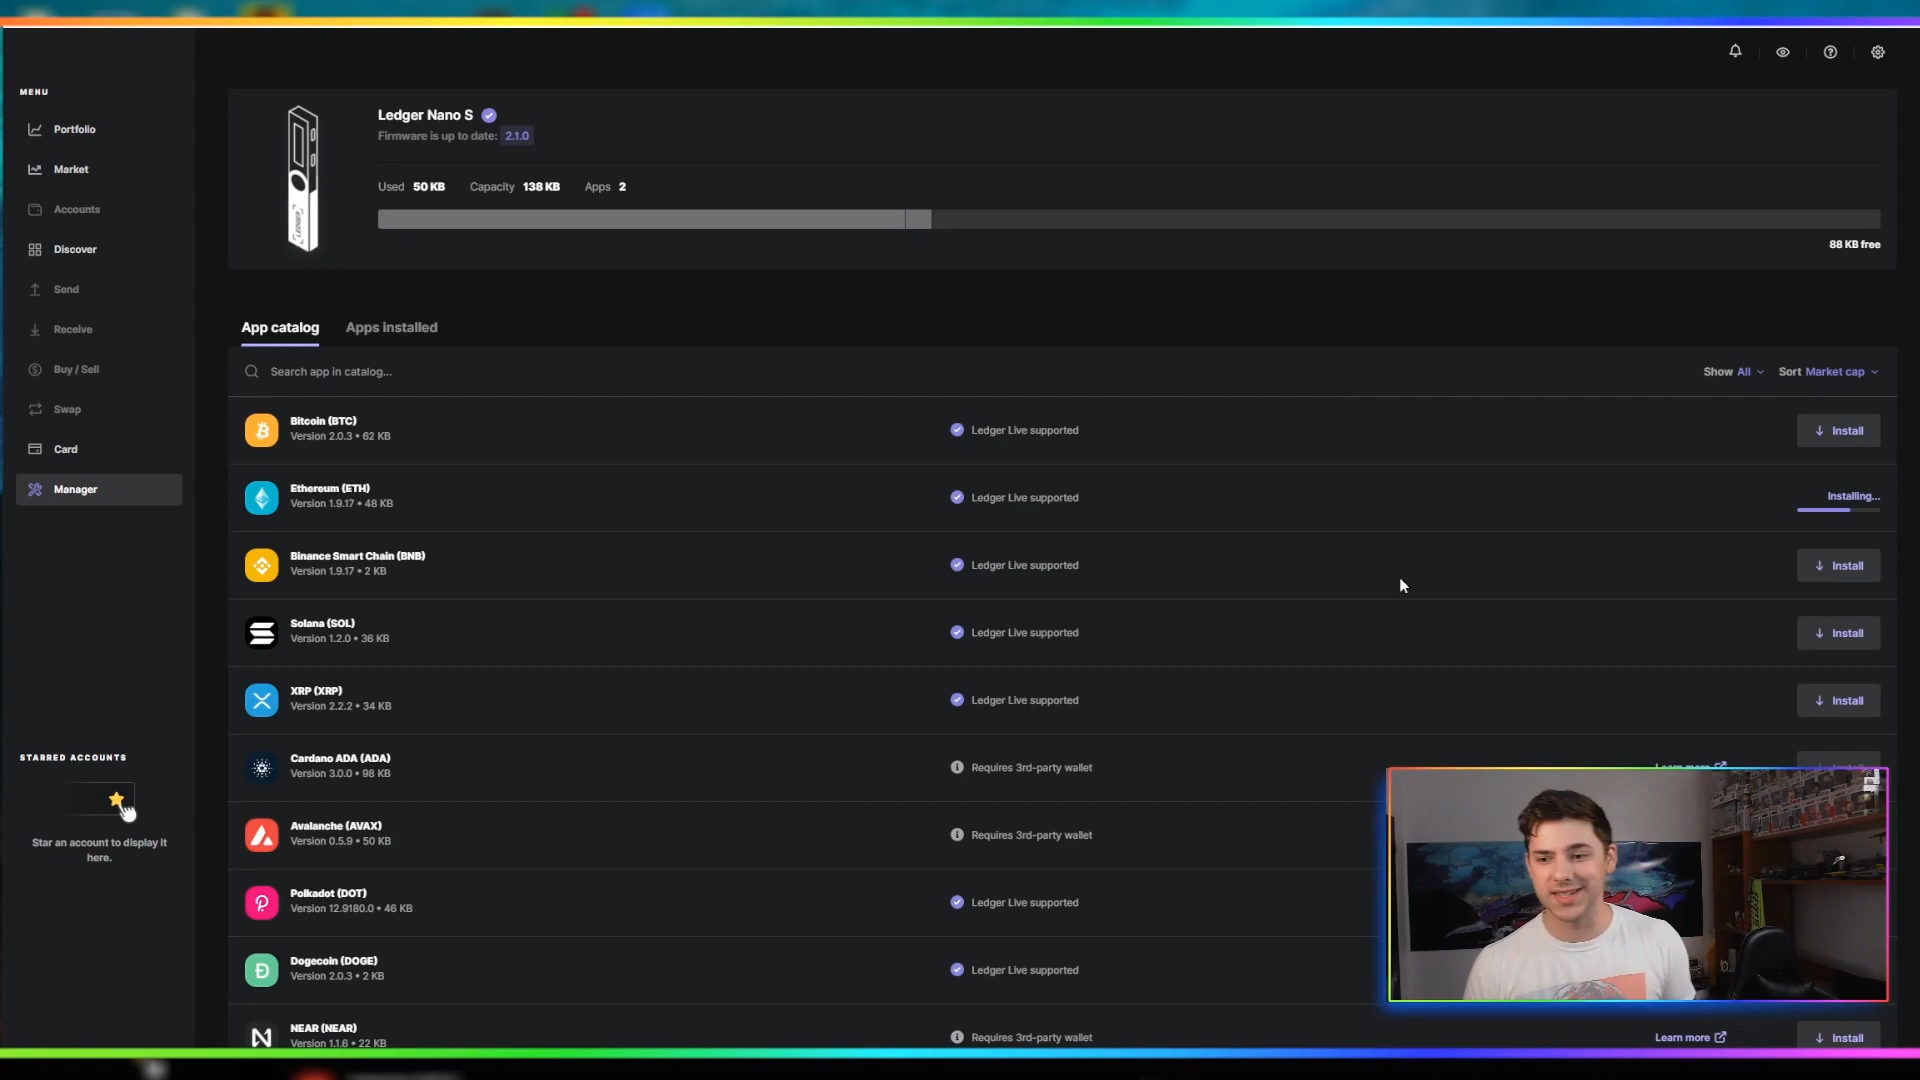 MENU
Portfolio
Market
Accounts
Discover
Send
Receive
Buy / Sell
Swap
Card
Manager
STARRED ACCOUNTS
Star an account to display it
here.
Ledger Nano S
Firmware is up to date: 2.1.0
Used 50 KB Capacity 138 KB Apps 2
88 KB free
LEDGER
App catalog Apps installed
Search app in catalog... Show All Sort Market cap
Bitcoin (BTC)
Version 2.0.3 • 62 KB
Ledger Live supported
Install
Ethereum (ETH)
Version 1.9.17 • 48 KB
Ledger Live supported
Installing...
Binance Smart Chain (BNB)
Version 1.9.17 • 2 KB
Ledger Live supported
Install
Solana (SOL)
Version 1.2.0 • 36 KB
Ledger Live supported
Install
XRP (XRP)
Version 2.2.2 • 34 KB
Ledger Live supported
Install
Cardano ADA (ADA)
Version 3.0.0 • 98 KB
Requires 3rd-party wallet
Learn more
Install
Avalanche (AVAX)
Version 0.5.9 • 50 KB
Requires 3rd-party wallet
Polkadot (DOT)
Version 12.9180.0 • 46 KB
Ledger Live supported
Dogecoin (DOGE)
Version 2.0.3 • 2 KB
Ledger Live supported
NEAR (NEAR)
Version 1.1.6 • 22 KB
Requires 3rd-party wallet
Learn more
Install